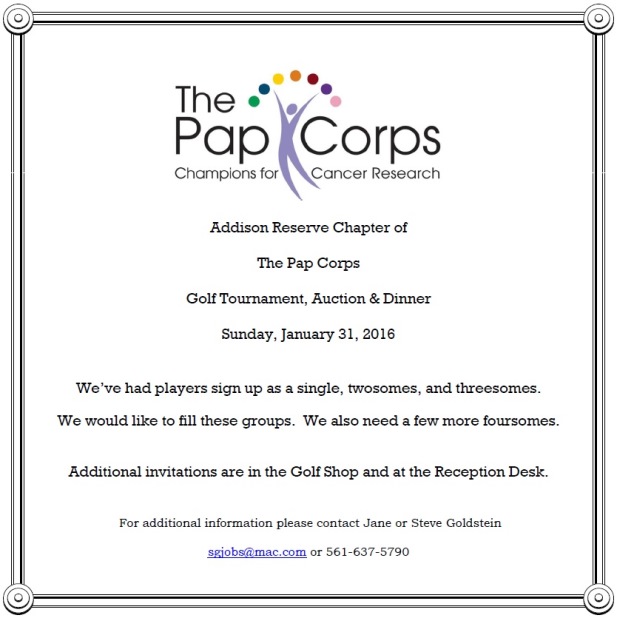 The
Pap Corps
Champions for Cancer Research
Addison Reserve Chapter of
The Pap Corps
Golf Tournament, Auction & Dinner
Sunday, January 31, 2016
We’ve had players sign up as a single, twosomes, and threesomes.
We would like to fill these groups.  We also need a few more foursomes.
Additional invitations are in the Golf Shop and at the Reception Desk.
For additional information please contact Jane or Steve Goldstein
sgjobs@mac.com or 561-637-5790